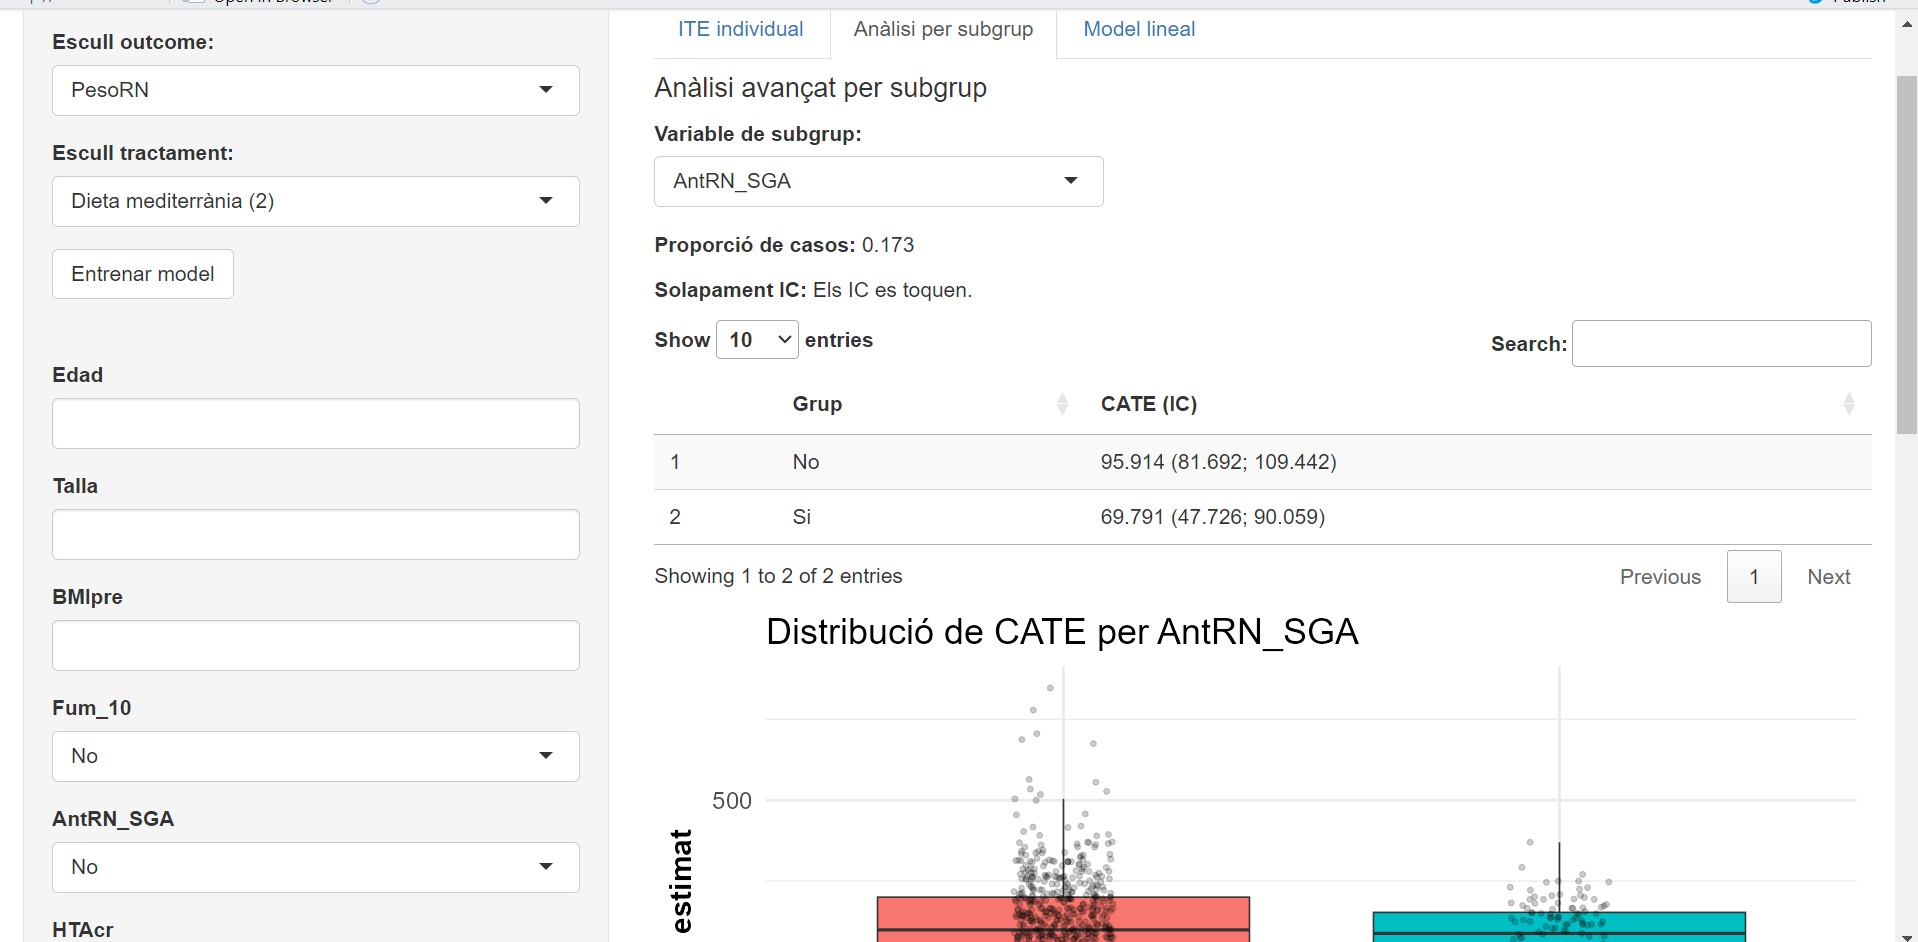 Escull outcome:
PesoRN
Escull tractament:
Dieta mediterrània (2)
Entrenar model
Edad
Talla
BMIpre
Fum_10
No
AntRN_SGA
No
HTAcr
ITE individual
Anàlisi per subgrup
Model lineal
Anàlisi avançat per subgrup
Variable de subgrup:
AntRN_SGA
Proporció de casos: 0.173
Solapament IC: Els IC es toquen.
Show 10 entries
Search:
Grup CATE (IC)
1 No 95.914 (81.692; 109.442)
2 Si 69.791 (47.726; 90.059)
Showing 1 to 2 of 2 entries
Previous 1 Next
Distribució de CATE per AntRN_SGA
500
estimat